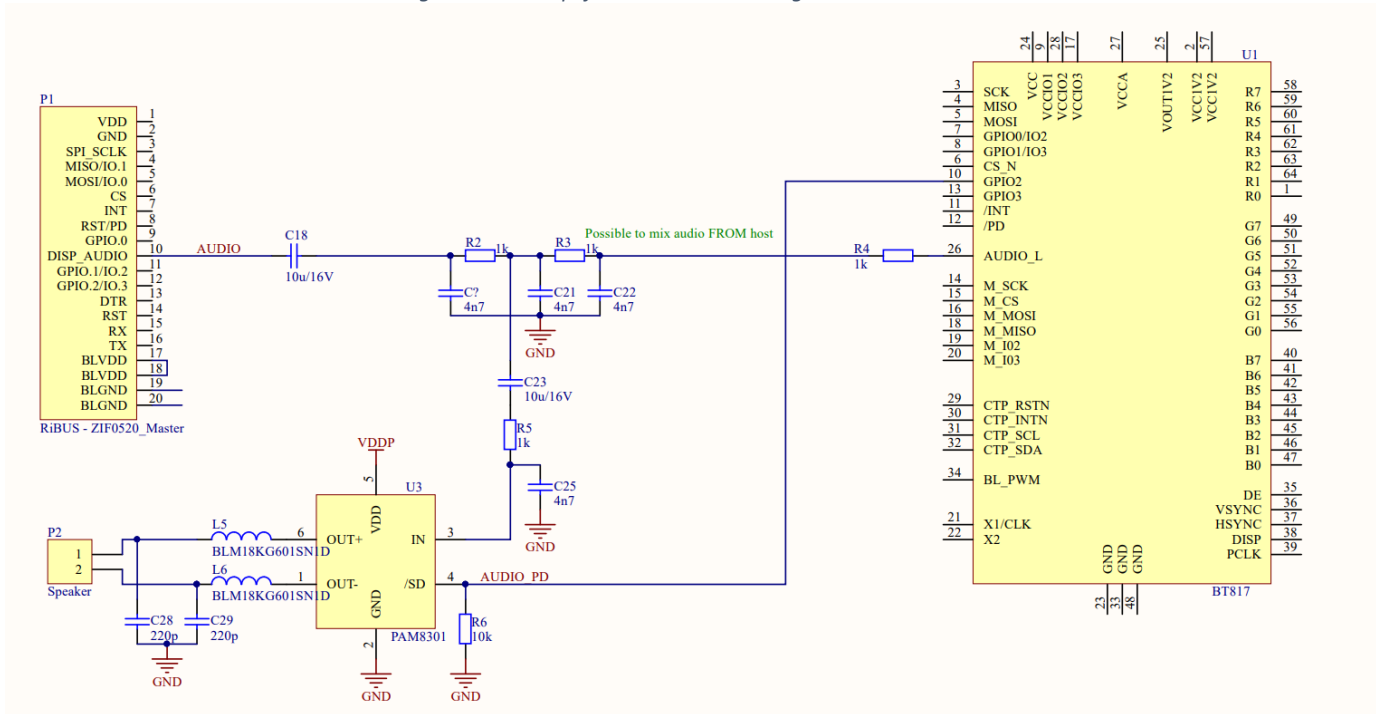 P1
VDD 1
GND 2
SPI_SCLK 3
MISO/IO.1 4
MOSI/IO.0 5
CS 6
INT 7
RST/PD 8
GPIO.0 9
DISP_AUDIO 10
GPIO.1/IO.2 11
GPIO.2/IO.3 12
DTR 13
RST 14
RX 15
TX 16
BLVDD 17
BLVDD 18
BLGND 19
BLGND 20
RiBUS - ZIF0520_Master
AUDIO
C18
10u/16V
R2
1k
R3
1k
Possible to mix audio FROM host
R4
1k
C?
4n7
C21
4n7
C22
4n7
GND
C23
10u/16V
R5
1k
C25
4n7
GND
VDDP
5
U3
VDD
6 OUT+
IN 3
1 OUT-
/SD 4
GND
2
PAM8301
GND
AUDIO_PD
R6
10k
GND
P2
1
2
Speaker
L5
BLM18KG601SN1D
L6
BLM18KG601SN1D
C28
220p
C29
220p
GND
U1
24 VCC
9 VCCIO1
28 VCCIO2
17 VCCIO3
27 VCCA
25 VOUT1V2
2 VCC1V2
57 VCC1V2
3 SCK
4 MISO
5 MOSI
7 GPIO0/IO2
8 GPIO1/IO3
6 CS_N
10 GPIO2
13 GPIO3
11 /INT
12 /PD
26 AUDIO_L
14 M_SCK
15 M_CS
16 M_MOSI
18 M_MISO
19 M_I02
20 M_I03
29 CTP_RSTN
30 CTP_INTN
31 CTP_SCL
32 CTP_SDA
34 BL_PWM
21 X1/CLK
22 X2
R7 58
R6 59
R5 60
R4 61
R3 62
R2 63
R1 64
R0 1
G7 49
G6 50
G5 51
G4 52
G3 53
G2 54
G1 55
G0 56
B7 40
B6 41
B5 42
B4 43
B3 44
B2 45
B1 46
B0 47
DE 35
VSYNC 36
HSYNC 37
DISP 38
PCLK 39
GND 23
GND 33
GND 48
BT817